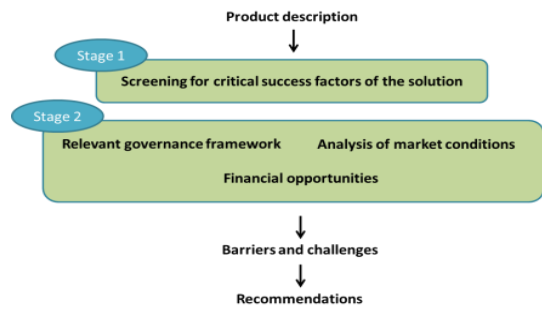 Product description
Stage 1
Screening for critical success factors of the solution
Stage 2
Relevant governance framework
Analysis of market conditions
Financial opportunities
Barriers and challenges
Recommendations